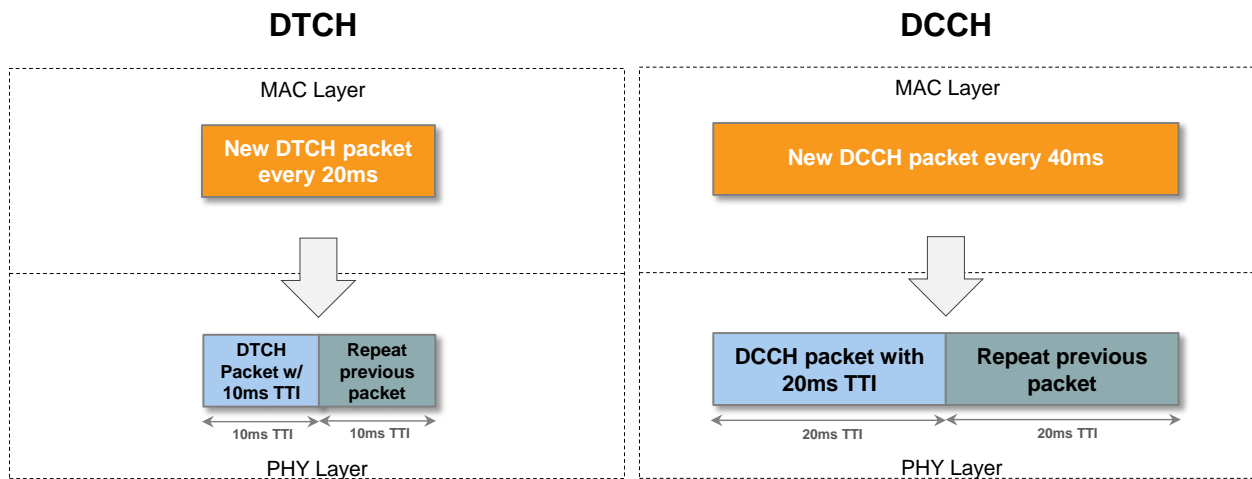 DTCH
MAC Layer
New DTCH packet
every 20ms
DTCH
Packet w/
10ms TTI
Repeat
previous
packet
10ms TTI
10ms TTI
PHY Layer
DCCH
MAC Layer
New DCCH packet every 40ms
DCCH packet with
20ms TTI
Repeat previous
packet
20ms TTI
20ms TTI
PHY Layer